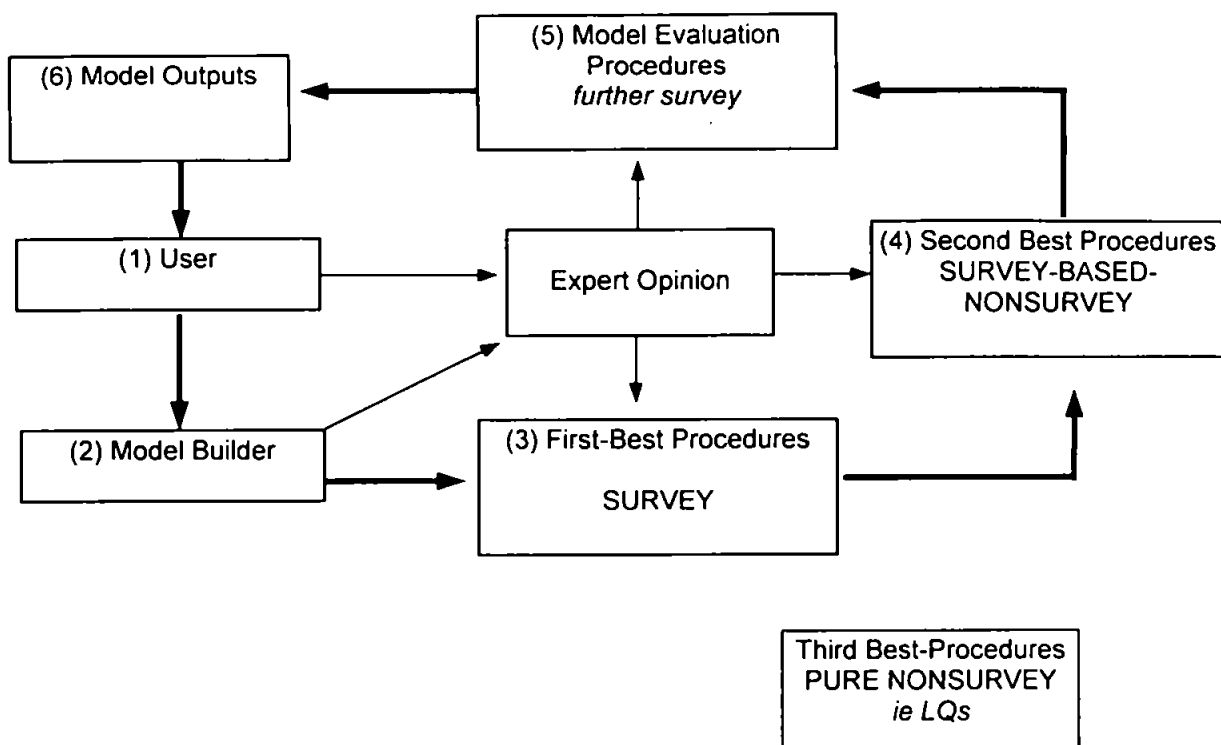 (5) Model Evaluation
Procedures
further survey
(6) Model Outputs
(1) User
Expert Opinion
(4) Second Best Procedures
SURVEY-BASED-
NONSURVEY
(2) Model Builder
(3) First-Best Procedures
SURVEY
Third Best-Procedures
PURE NONSURVEY
ie LQs